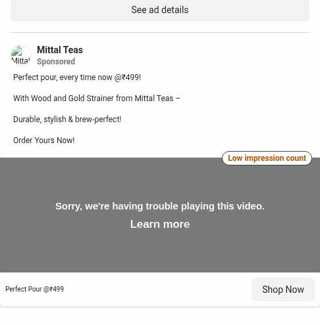 See ad details
Mittal Teas
Sponsored
Perfect pour, every time now @₹499!
With Wood and Gold Strainer from Mittal Teas –
Durable, stylish & brew-perfect!
Order Yours Now!
Low impression count
Sorry, we're having trouble playing this video.
Learn more
Perfect Pour @₹499
Shop Now